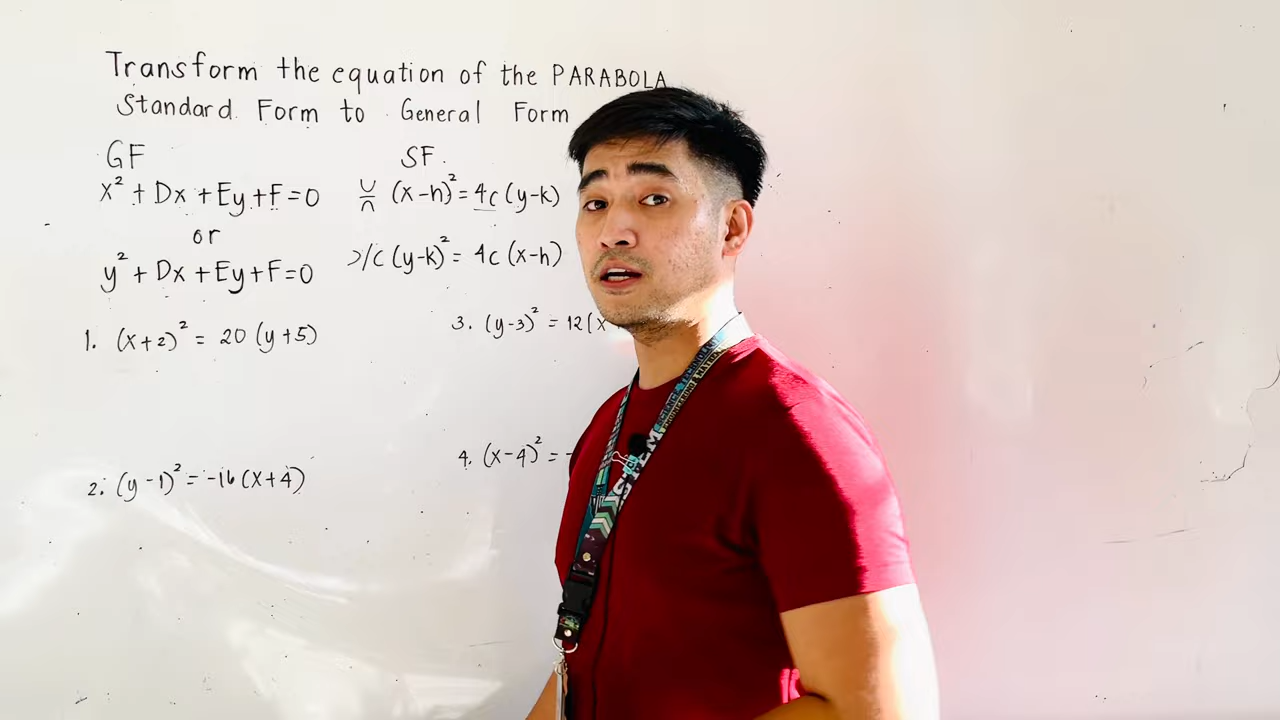 Transform the equation of the PARABOLA
Standard Form to General Form
GF
SF.
x² + Dx + Ey + F = 0
(x-h)² = 4c (y-k)
or
y² + Dx + Ey + F = 0
(y-k)² = 4c (x-h)
1. (x+2)² = 20 (y+5)
3. (y-3)² = 12(x
2. (y-1)² = -16(x+4)
4. (x-4)² = -
STEM